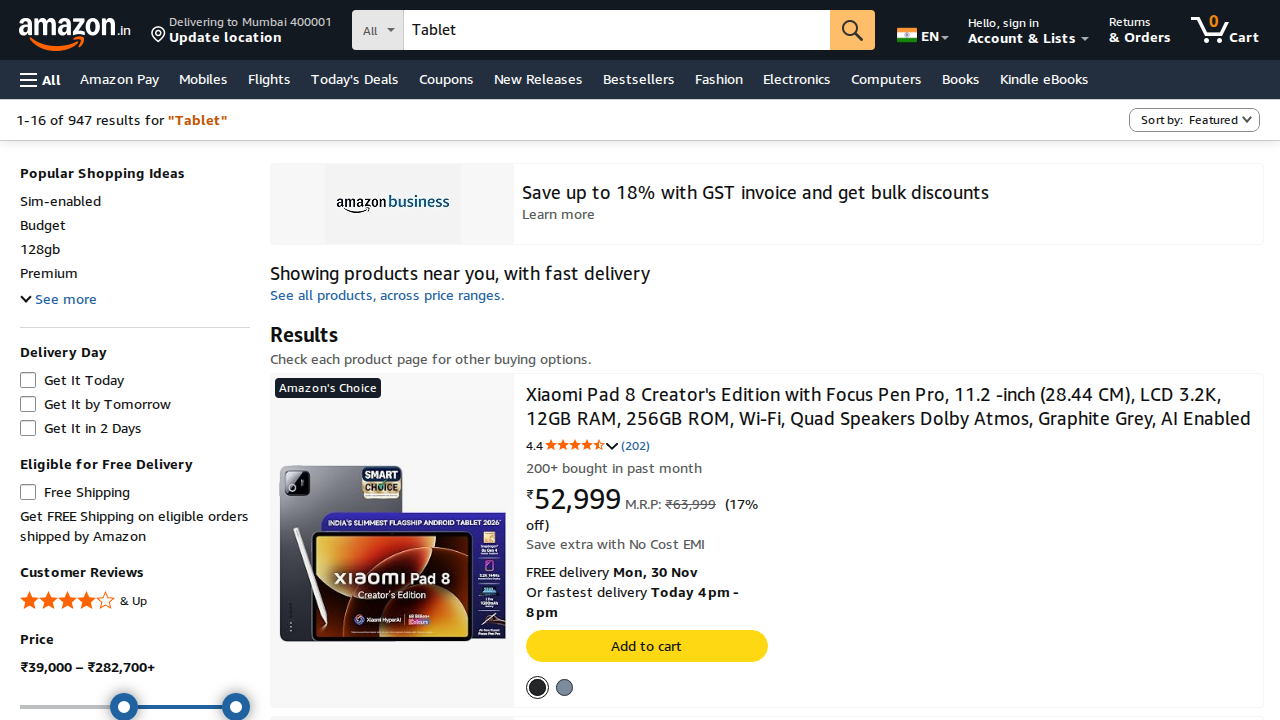 amazon.in
Delivering to Mumbai 400001
Update location
All
Tablet
EN
Hello, sign in
Account & Lists
Returns
& Orders
0
Cart
All
Amazon Pay
Mobiles
Flights
Today's Deals
Coupons
New Releases
Bestsellers
Fashion
Electronics
Computers
Books
Kindle eBooks
1-16 of 947 results for "Tablet"
Sort by: Featured
Popular Shopping Ideas
Sim-enabled
Budget
128gb
Premium
See more
Delivery Day
Get It Today
Get It by Tomorrow
Get It in 2 Days
Eligible for Free Delivery
Free Shipping
Get FREE Shipping on eligible orders
shipped by Amazon
Customer Reviews
& Up
Price
₹39,000 – ₹282,700+
amazon business
Save up to 18% with GST invoice and get bulk discounts
Learn more
Showing products near you, with fast delivery
See all products, across price ranges.
Results
Check each product page for other buying options.
Amazon's Choice
SMART
CHOICE
INDIA'S SLIMMEST FLAGSHIP ANDROID TABLET 2026*
xiaomi Pad 8
Creator's Edition
Xiaomi HyperAI
Xiaomi Pad 8 Creator's Edition with Focus Pen Pro, 11.2 -inch (28.44 CM), LCD 3.2K,
12GB RAM, 256GB ROM, Wi-Fi, Quad Speakers Dolby Atmos, Graphite Grey, AI Enabled
4.4 (202)
200+ bought in past month
₹52,999 M.R.P: ₹63,999 (17%
off)
Save extra with No Cost EMI
FREE delivery Mon, 30 Nov
Or fastest delivery Today 4 pm -
8 pm
Add to cart